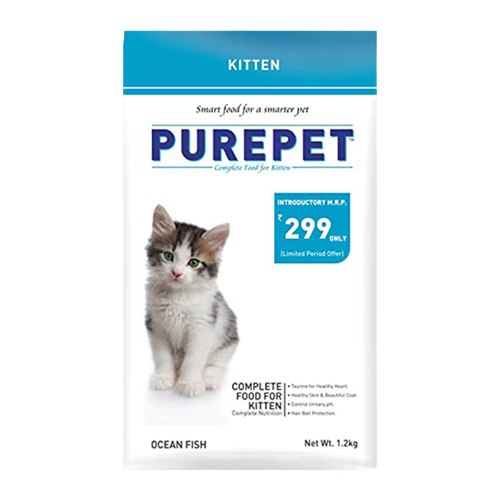 KITTEN
Smart food for a smarter pet
PUREPET™
Complete Food for Kitten
INTRODUCTORY M.R.P.
₹ 299 ONLY
(Limited Period Offer)
COMPLETE
FOOD FOR
KITTEN
Complete Nutrition
• Taurine for Healthy Heart.
• Healthy Skin & Beautiful Coat.
• Control Urinary pH.
• Hair Ball Protection.
OCEAN FISH
Net Wt. 1.2kg